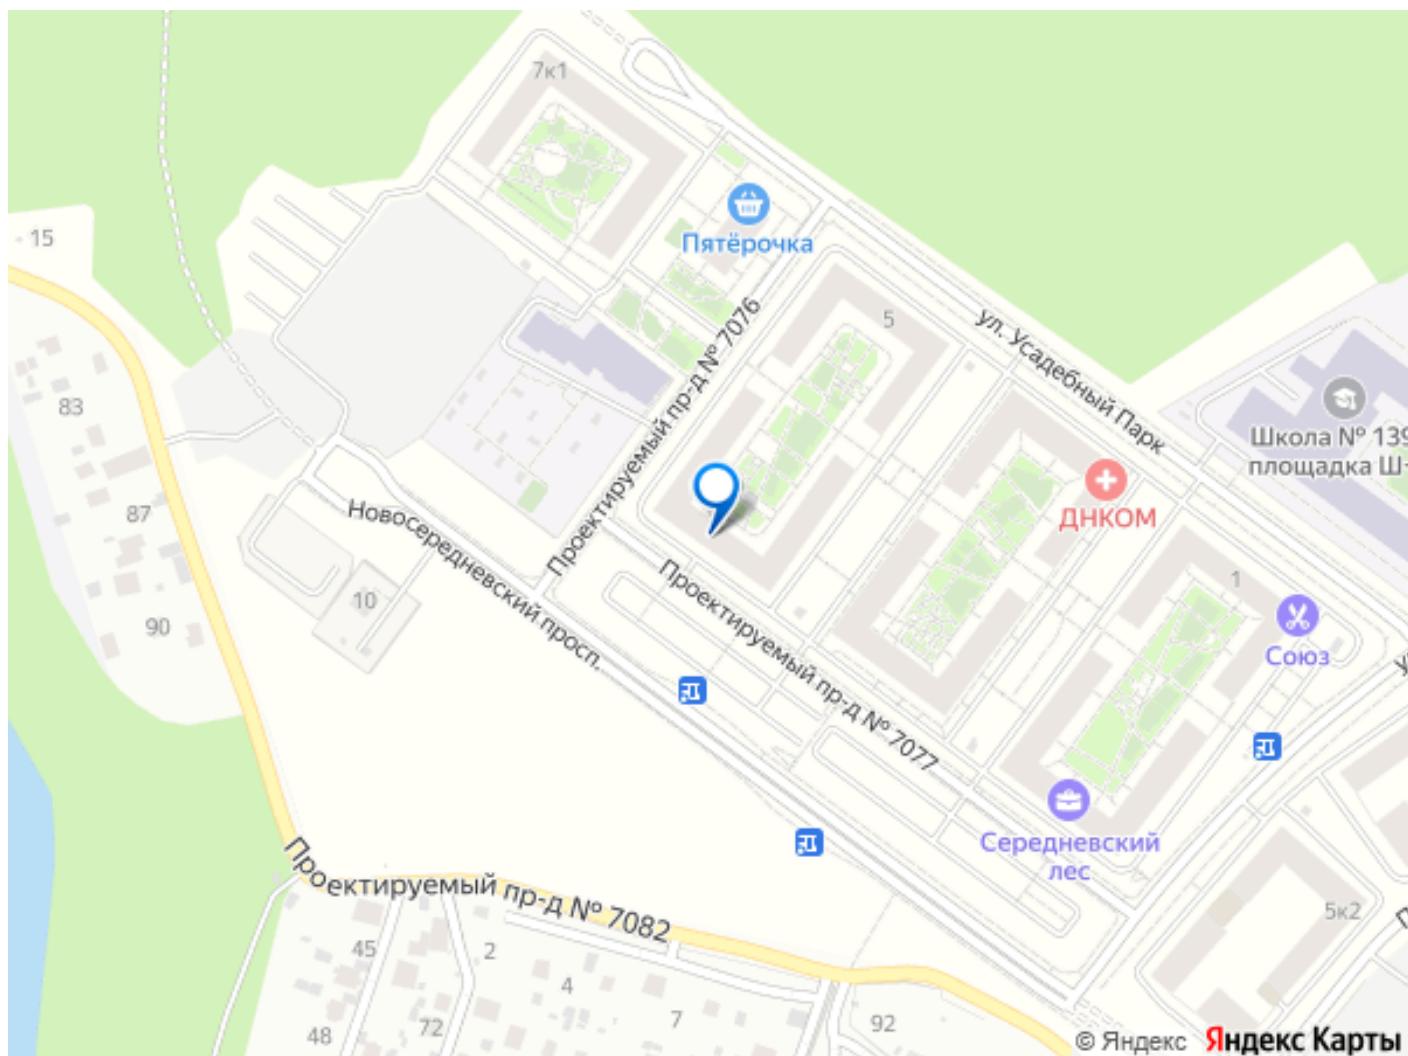 7к1
15
Пятёрочка
Проектируемый пр-д № 7076
5
ул. Усадебный Парк
83
Школа № 139
площадка Ш-
ДНКОМ
87
Новосередневский просп.
10
90
Проектируемый пр-д № 7077
1
Союз
Середневский
лес
Проектируемый пр-д № 7082
5к2
45
2
4
7
48
72
92
© Яндекс
Яндекс Карты